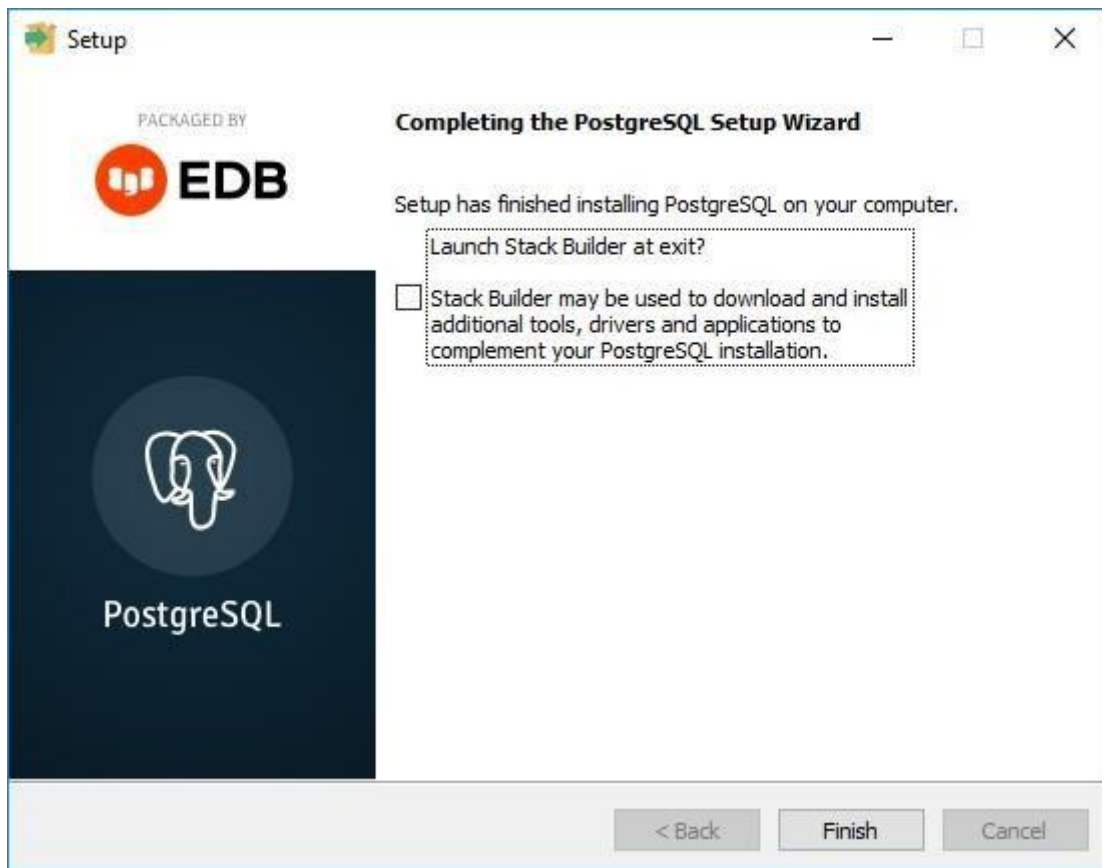 Setup
PACKAGED BY
EDB
PostgreSQL
Completing the PostgreSQL Setup Wizard
Setup has finished installing PostgreSQL on your computer.
Launch Stack Builder at exit?
Stack Builder may be used to download and install
additional tools, drivers and applications to
complement your PostgreSQL installation.
< Back
Finish
Cancel